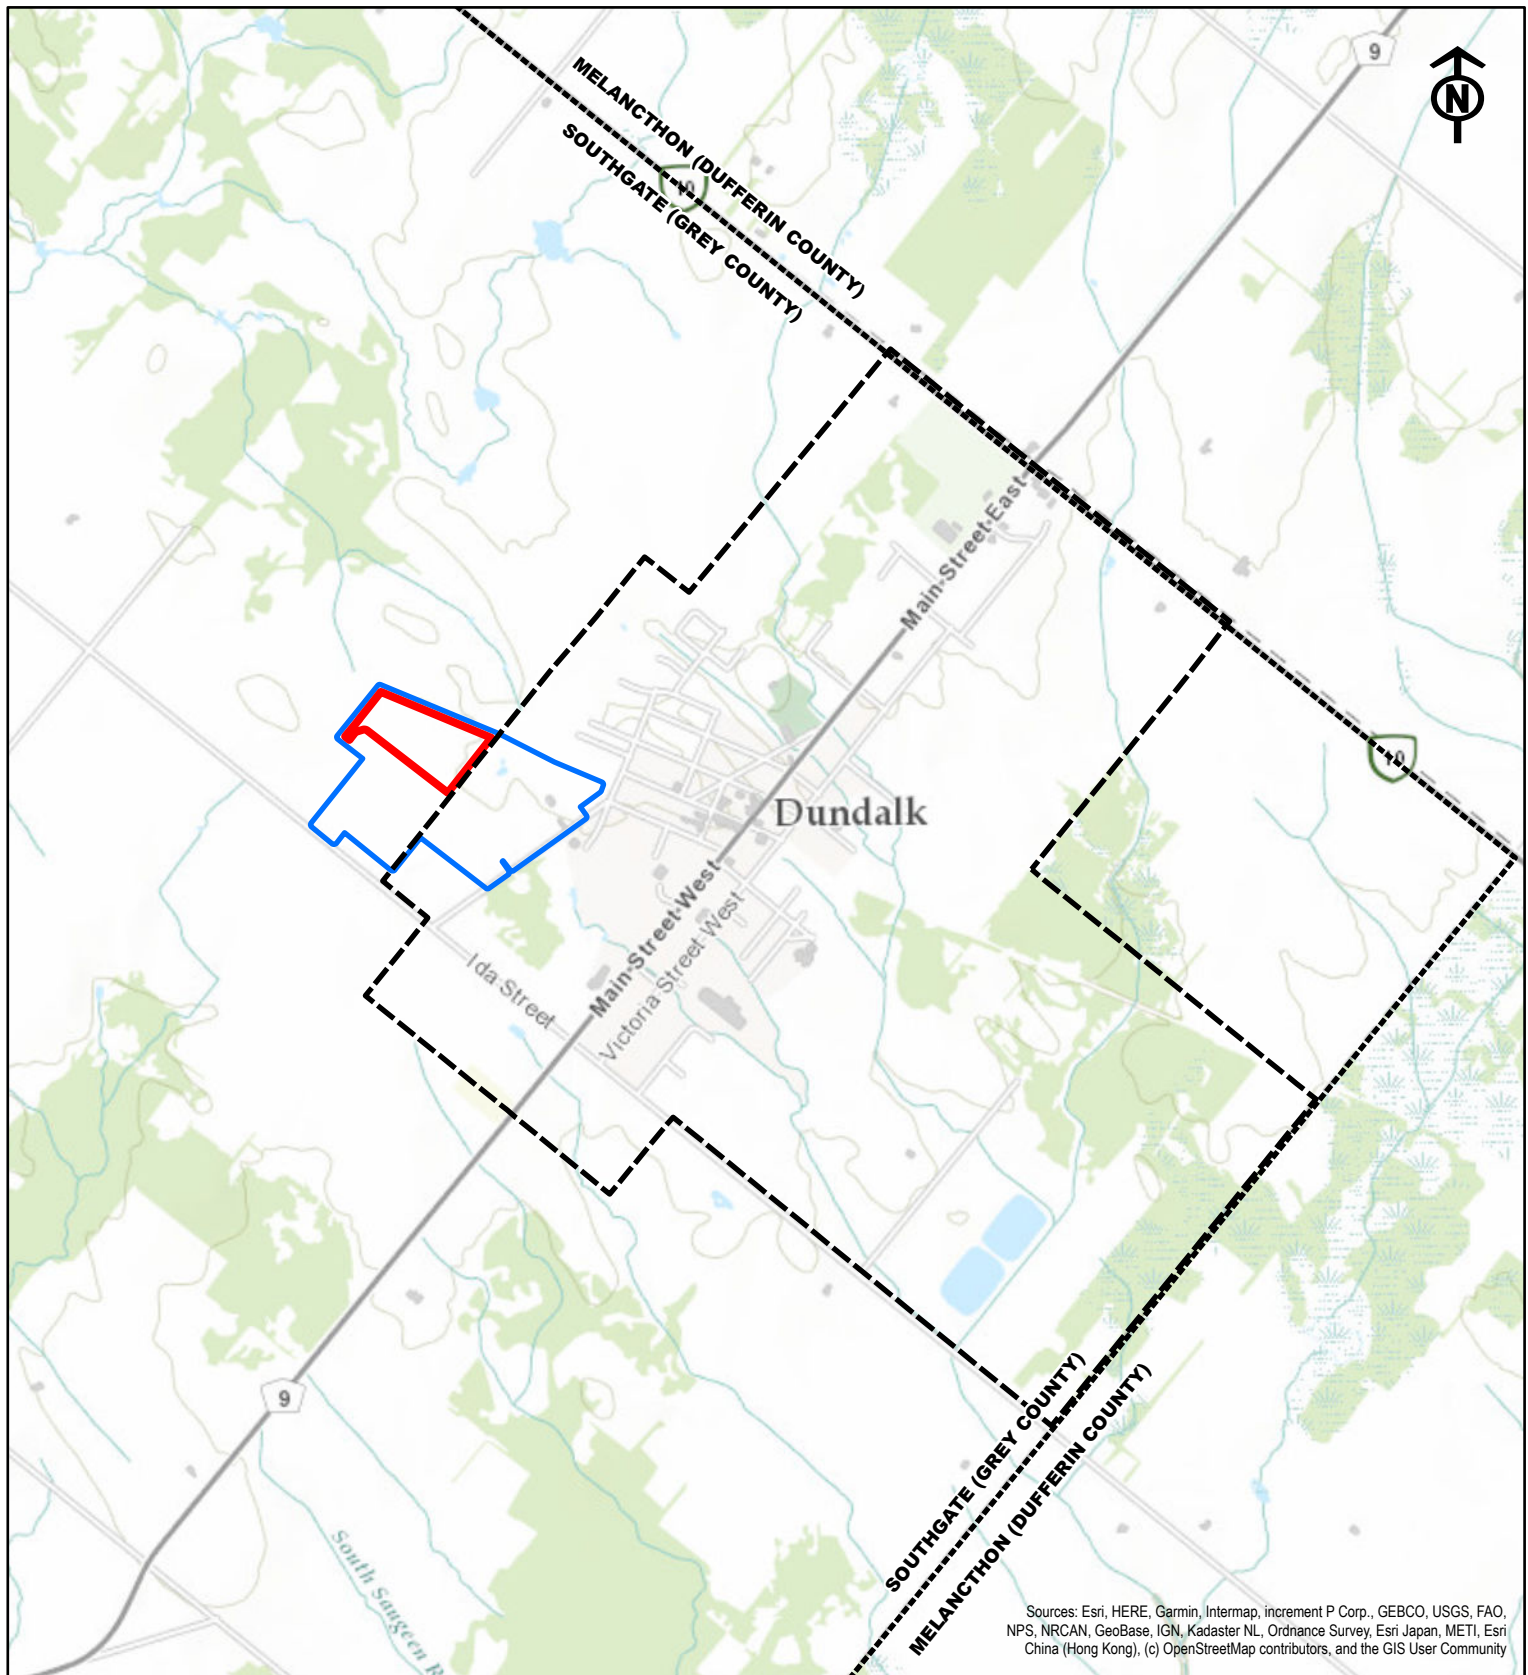 9
N
MELANCTHON (DUFFERIN COUNTY)
SOUTHGATE (GREY COUNTY)
10
Main Street East
10
Dundalk
Main Street West
Victoria Street West
Ida Street
9
SOUTHGATE (GREY COUNTY)
MELANCTHON (DUFFERIN COUNTY)
South Saugeen R
Sources: Esri, HERE, Garmin, Intermap, increment P Corp., GEBCO, USGS, FAO,
NPS, NRCAN, GeoBase, IGN, Kadaster NL, Ordnance Survey, Esri Japan, METI, Esri
China (Hong Kong), (c) OpenStreetMap contributors, and the GIS User Community